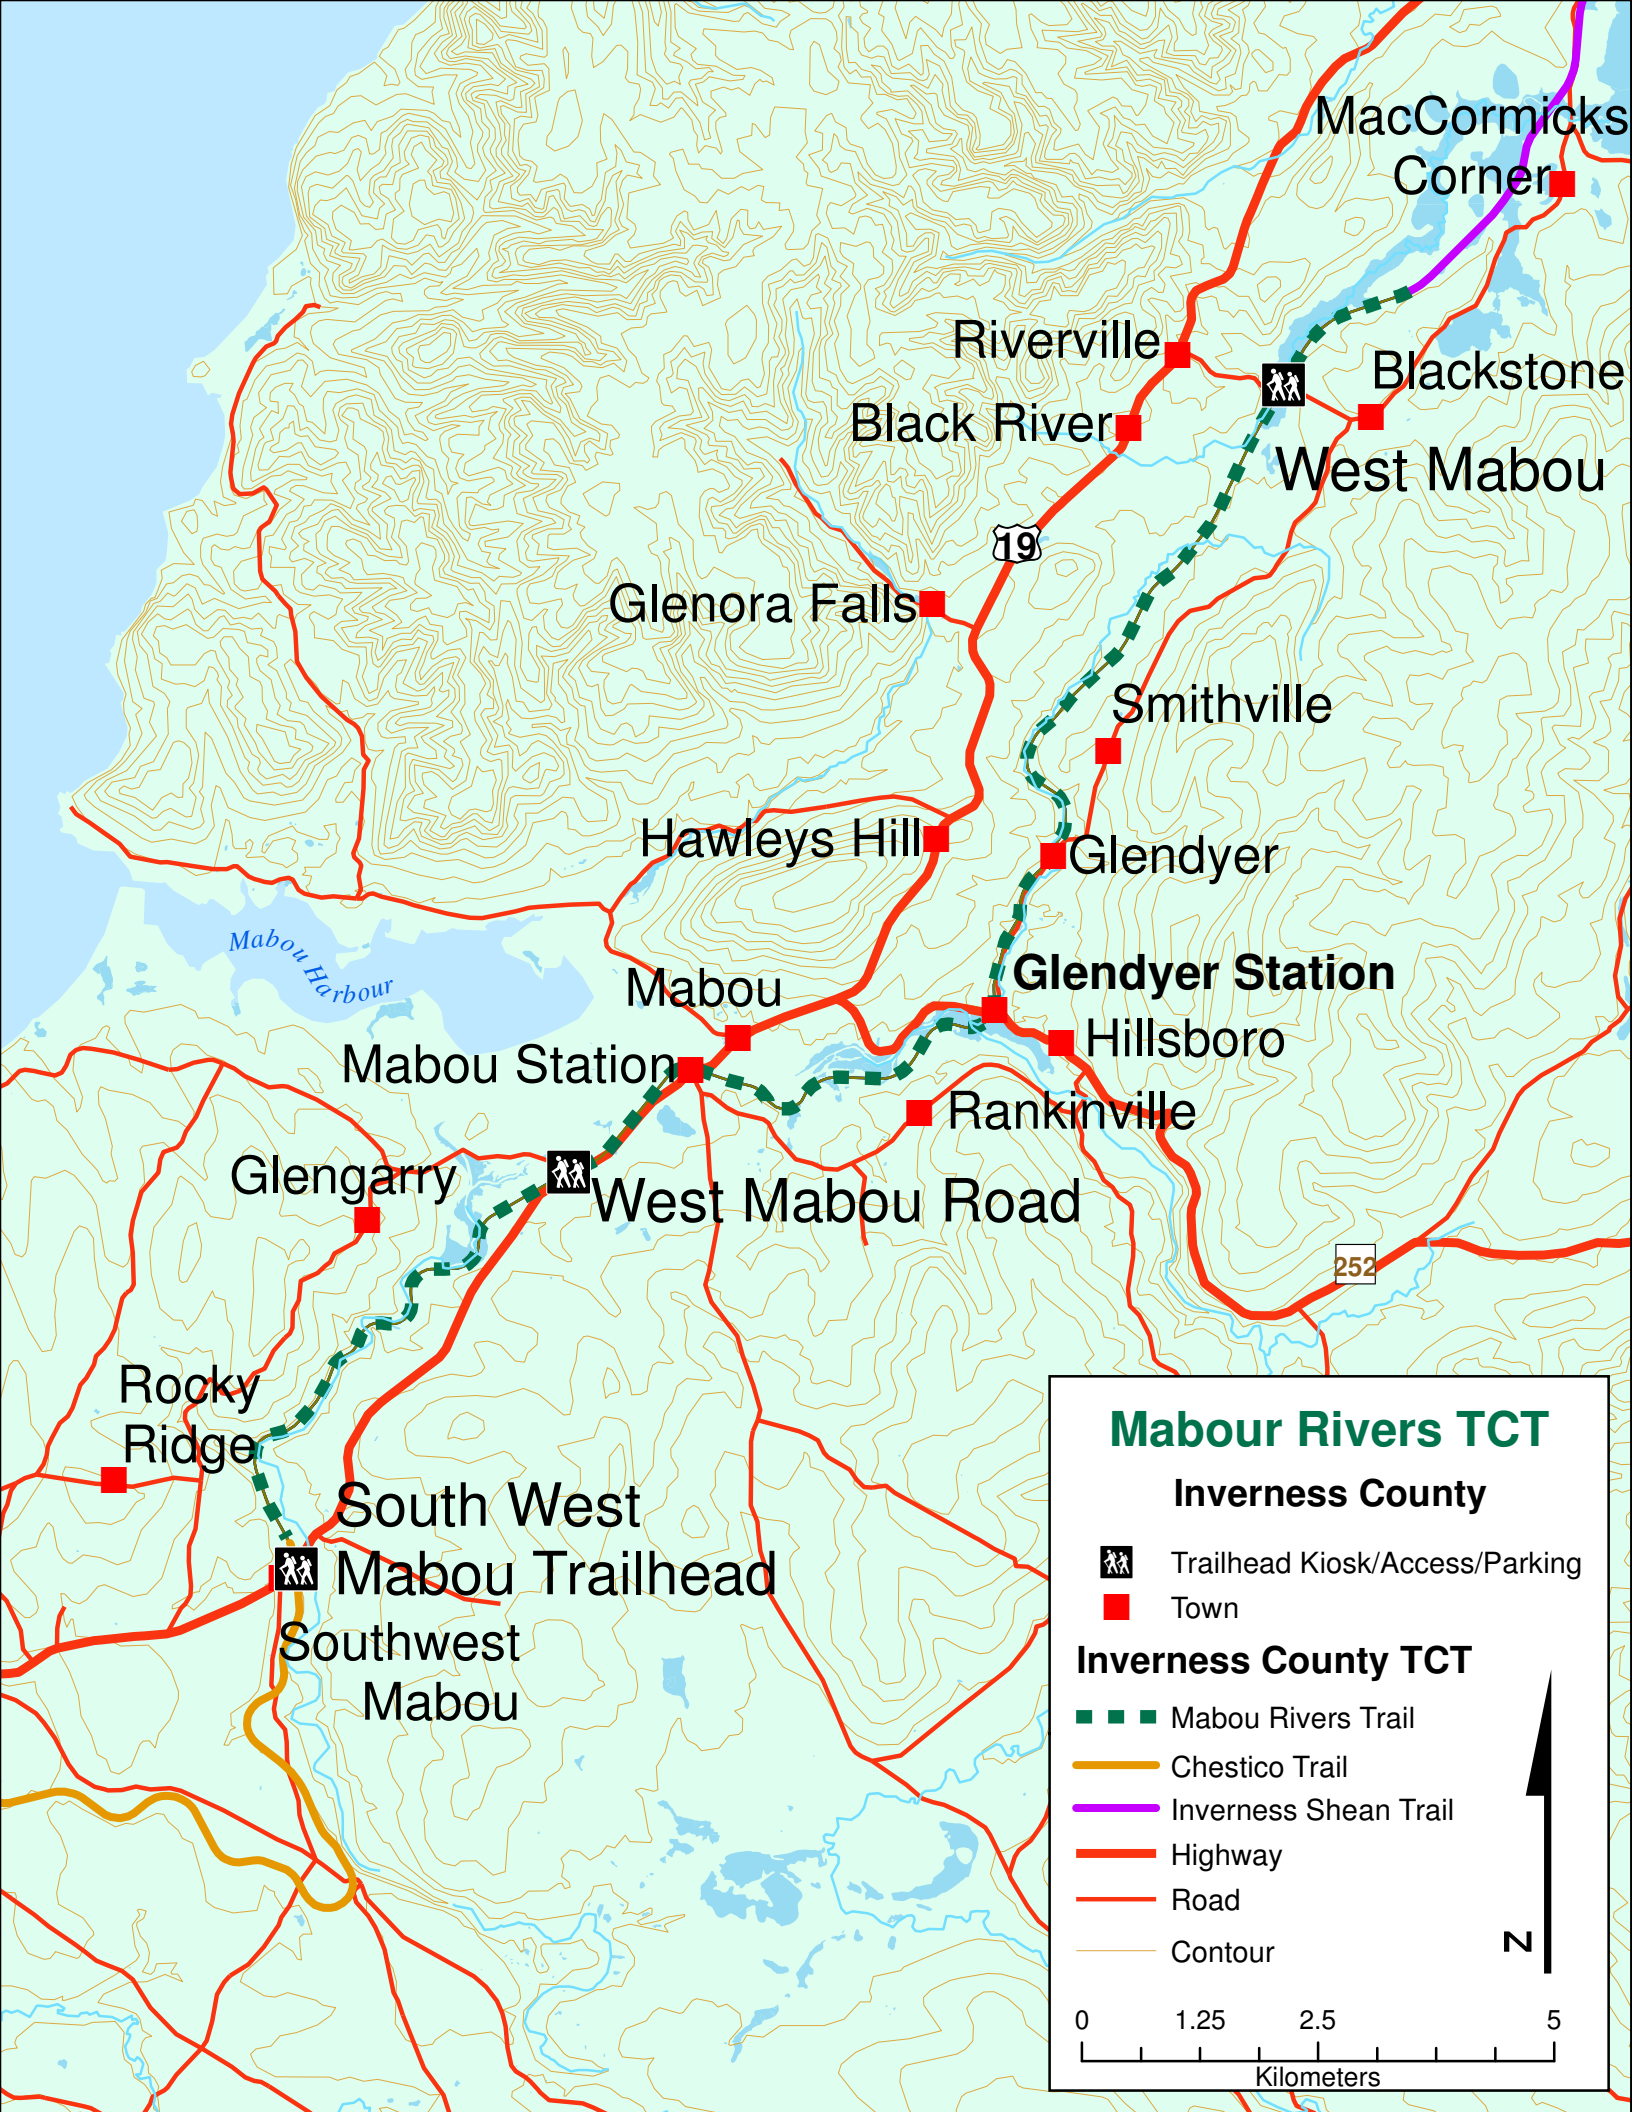 MacCormicks
Corner
Riverville
Blackstone
Black River
West Mabou
19
Glenora Falls
Smithville
Hawleys Hill
Glendyer
Mabou Harbour
Glendyer Station
Mabou
Hillsboro
Mabou Station
Rankinville
Glengarry
West Mabou Road
252
Rocky
Ridge
South West
Mabou Trailhead
Southwest
Mabou
Mabour Rivers TCT
Inverness County
Trailhead Kiosk/Access/Parking
Town
Inverness County TCT
Mabou Rivers Trail
Chestico Trail
Inverness Shean Trail
Highway
Road
Contour
N
0 1.25 2.5 5
Kilometers